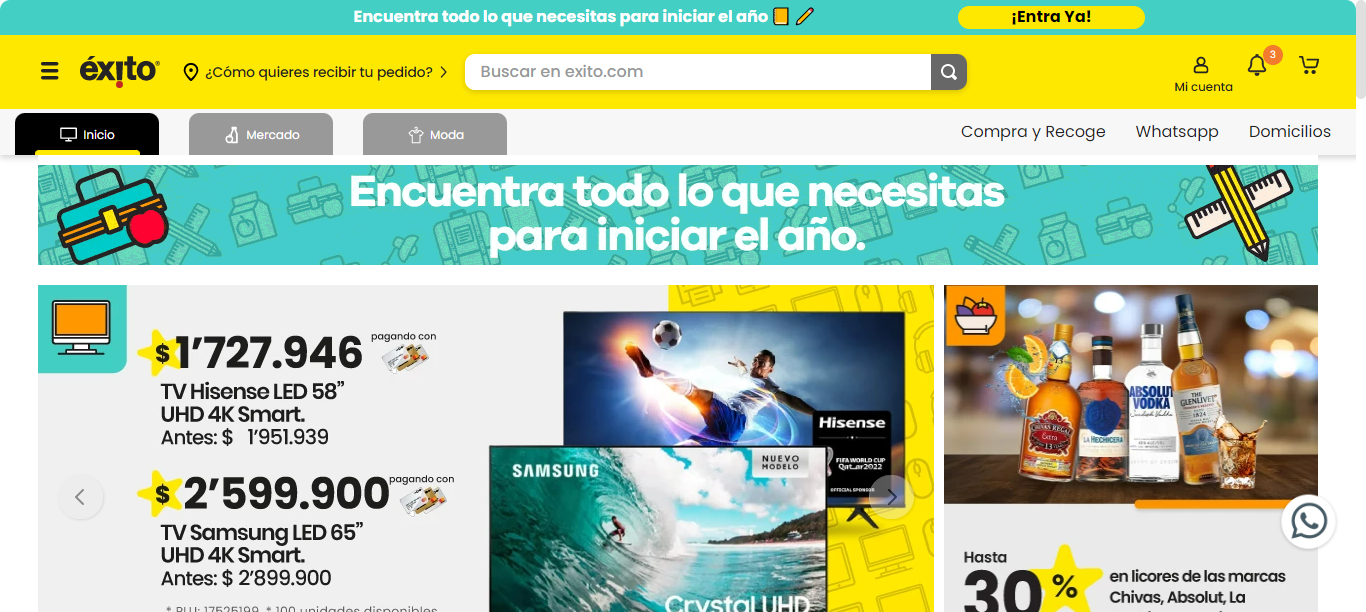 Encuentra todo lo que necesitas para iniciar el año
¡Entra Ya!
éxito
¿Cómo quieres recibir tu pedido?
Buscar en exito.com
Mi cuenta
3
Inicio
Mercado
Moda
Compra y Recoge
Whatsapp
Domicilios
Encuentra todo lo que necesitas
para iniciar el año.
$ 1'727.946
pagando con
TV Hisense LED 58”
UHD 4K Smart.
Antes: $ 1'951.939
$ 2'599.900
pagando con
TV Samsung LED 65”
UHD 4K Smart.
Antes: $ 2'899.900
* PLU: 17525199. * 100 unidades disponibles
Hisense
FIFA WORLD CUP
Qatar2022
OFFICIAL SPONSOR
SAMSUNG
NUEVO
MODELO
Crystal UHD
CHIVAS REGAL
Extra
13
LA HECHICERA
ABSOLUT
VODKA
THE
GLENLIVET
1824
Hasta
30%
en licores de las marcas
Chivas, Absolut, La